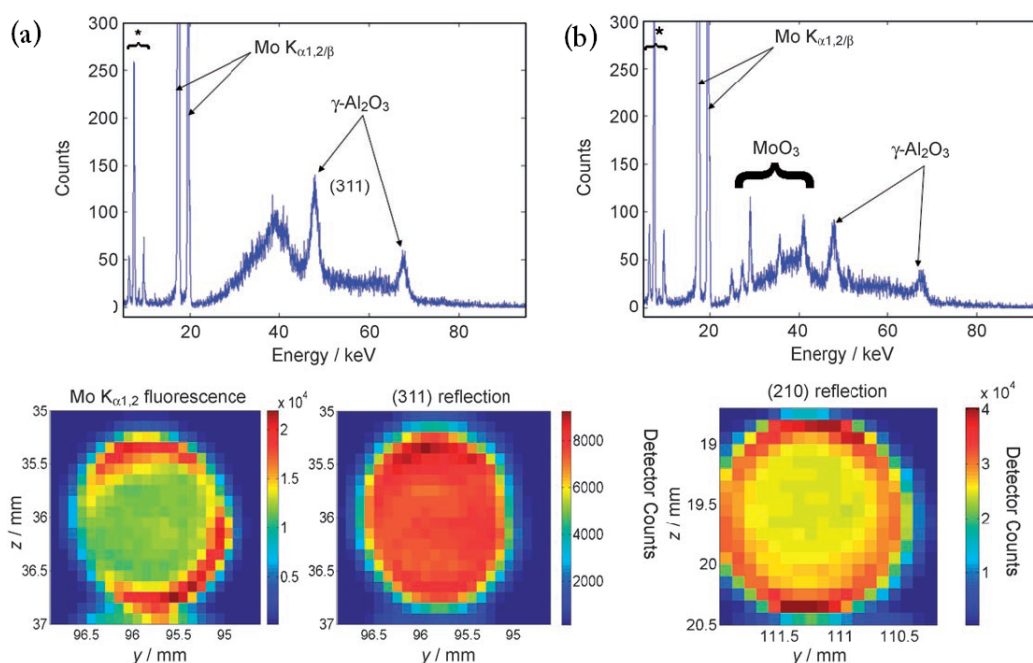 (a)
300
250
200
150
100
50
0
Counts
*
Mo Kα1,2/β
γ-Al2O3
(311)
20
40
60
80
Energy / keV
(b)
300
250
200
150
100
50
0
Counts
*
Mo Kα1,2/β
MoO3
γ-Al2O3
0
20
40
60
80
Energy / keV
Mo Kα1,2 fluorescence
x 10^4
35
35.5
36
36.5
37
z / mm
96.5
96
95.5
95
y / mm
2
1.5
1
0.5
(311) reflection
35
35.5
36
36.5
37
96.5
96
95.5
95
y / mm
8000
6000
4000
2000
Detector Counts
(210) reflection
x 10^4
19
19.5
20
20.5
z / mm
111.5
111
110.5
y / mm
4
3
2
1
Detector Counts